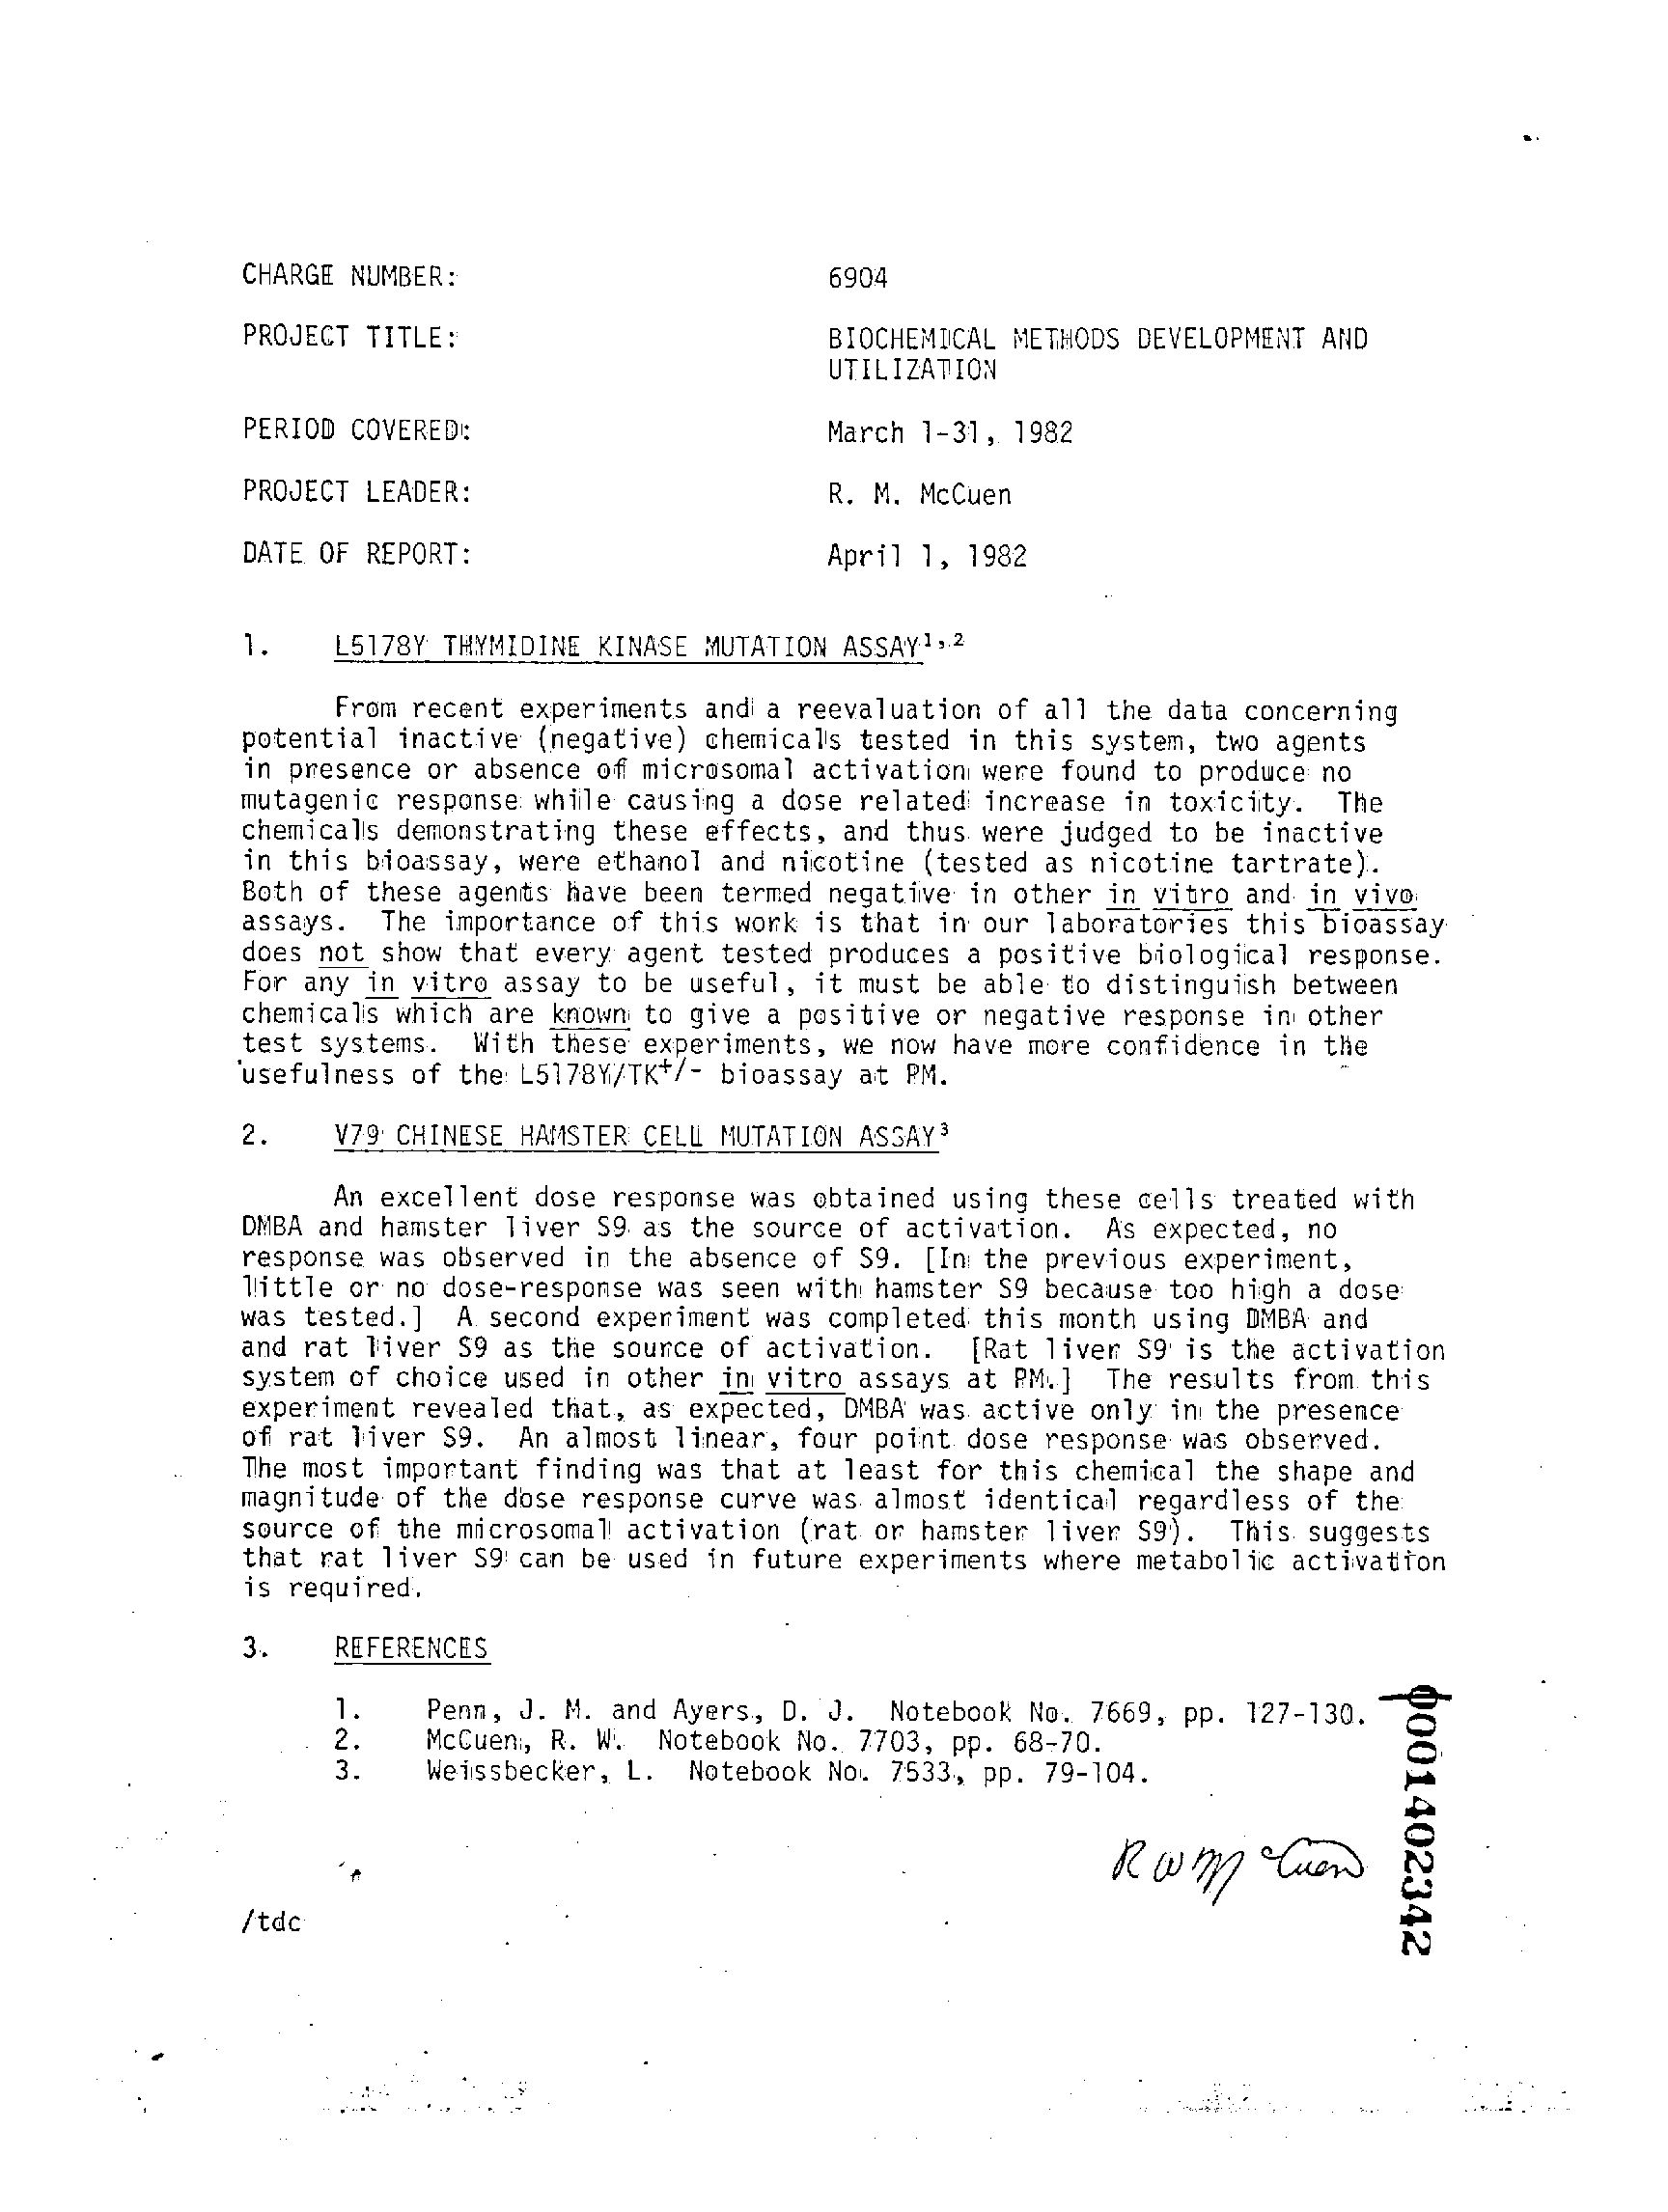 CHARGE NUMBER: 6904
PROJECT TITLE: BIOCHEMICAL METHODS DEVELOPMENT AND
UTILIZATION
PERIOD COVERED: March 1-31, 1982
PROJECT LEADER: R. M. McCuen
DATE OF REPORT: April 1, 1982
1. L5178Y THYMIDINE KINASE MUTATION ASSAY1,2
From recent experiments and a reevaluation of all the data concerning
potential inactive (negative) chemicals tested in this system, two agents
in presence or absence of microsomal activation were found to produce no
mutagenic response while causing a dose related increase in toxicity. The
chemicals demonstrating these effects, and thus were judged to be inactive
in this bioassay, were ethanol and nicotine (tested as nicotine tartrate).
Both of these agents have been termed negative in other in vitro and in vivo
assays. The importance of this work is that in our laboratories this bioassay
does not show that every agent tested produces a positive biological response.
For any in vitro assay to be useful, it must be able to distinguish between
chemicals which are known to give a positive or negative response in other
test systems. With these experiments, we now have more confidence in the
usefulness of the L5178Y/TK+/- bioassay at PM.
2. V79 CHINESE HAMSTER CELL MUTATION ASSAY3
An excellent dose response was obtained using these cells treated with
DMBA and hamster liver S9 as the source of activation. As expected, no
response was observed in the absence of S9. [In the previous experiment,
little or no dose-response was seen with hamster S9 because too high a dose
was tested.] A second experiment was completed this month using DMBA and
and rat liver S9 as the source of activation. [Rat liver S9 is the activation
system of choice used in other in vitro assays at PM.] The results from this
experiment revealed that, as expected, DMBA was active only in the presence
of rat liver S9. An almost linear, four point dose response was observed.
The most important finding was that at least for this chemical the shape and
magnitude of the dose response curve was almost identical regardless of the
source of the microsomal activation (rat or hamster liver S9). This suggests
that rat liver S9 can be used in future experiments where metabolic activation
is required.
3. REFERENCES
1. Penn, J. M. and Ayers, D. J. Notebook No. 7669, pp. 127-130.
2. McCuen, R. W. Notebook No. 7703, pp. 68-70.
3. Weissbecker, L. Notebook No. 7533, pp. 79-104.
R W McCuen
/tdc
0001402342